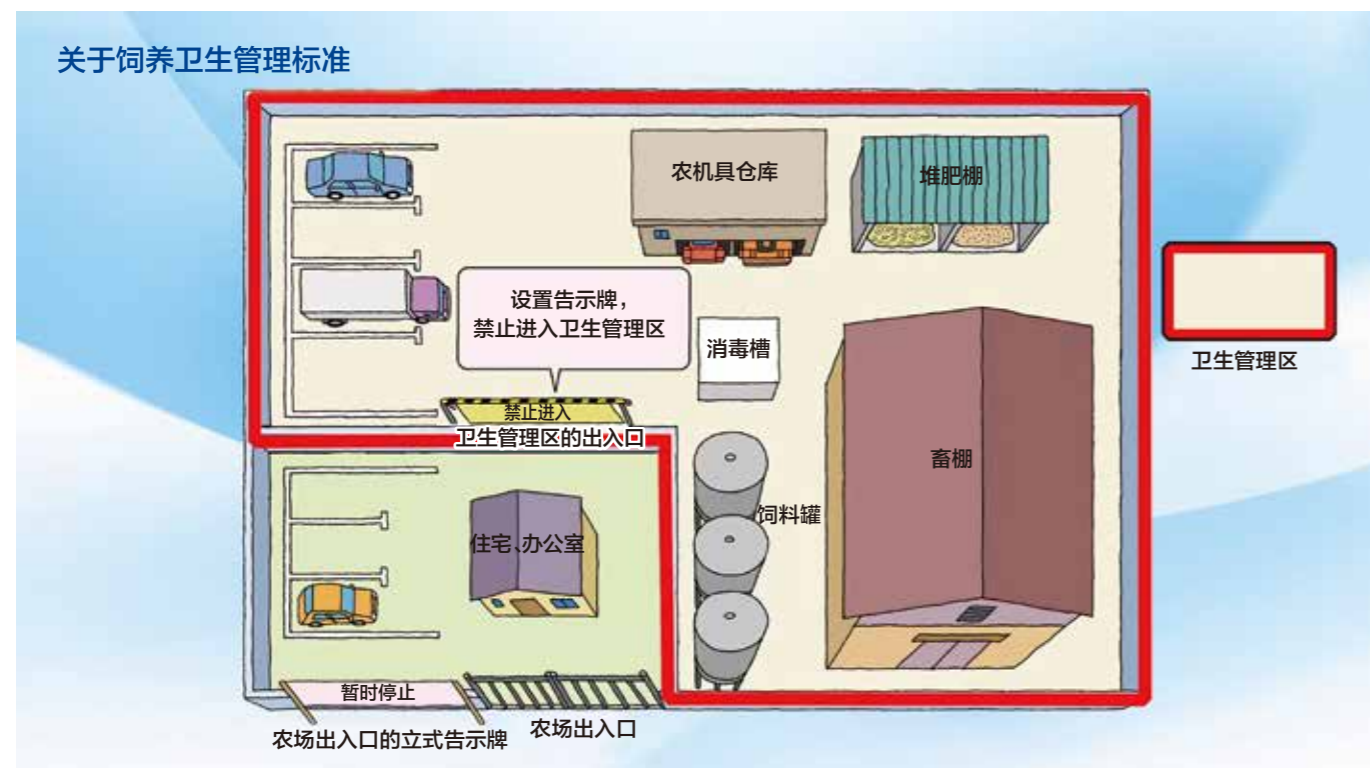 关于饲养卫生管理标准
农机具仓库
堆肥棚
设置告示牌，
禁止进入卫生管理区
消毒槽
卫生管理区
禁止进入
卫生管理区的出入口
畜棚
饲料罐
住宅、办公室
暂时停止
农场出入口
农场出入口的立式告示牌